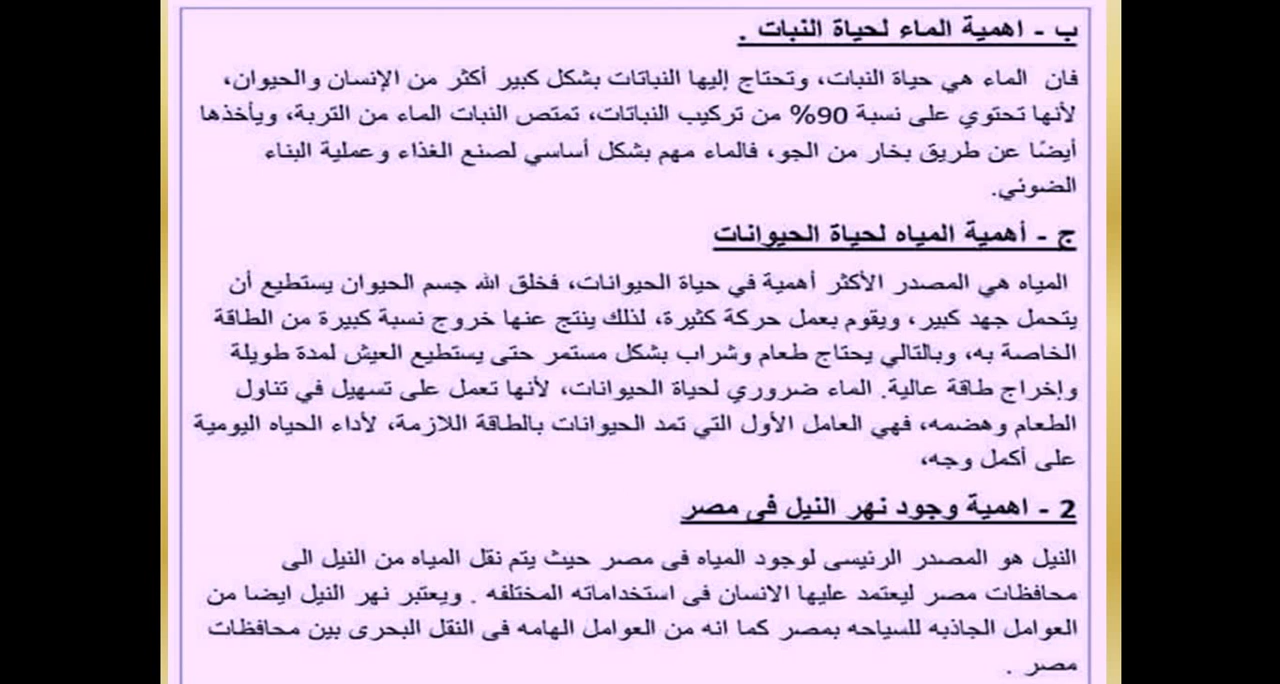 ب - اهمية الماء لحياة النبات .
فان الماء هي حياة النبات، وتحتاج إليها النباتات بشكل كبير أكثر من الإنسان والحيوان،
لأنها تحتوي على نسبة 90% من تركيب النباتات، تمتص النبات الماء من التربة، ويأخذها
أيضًا عن طريق بخار من الجو، فالماء مهم بشكل أساسي لصنع الغذاء وعملية البناء
الضوئي.
ج - أهمية المياه لحياة الحيوانات
المياه هي المصدر الأكثر أهمية في حياة الحيوانات، فخلق الله جسم الحيوان يستطيع أن
يتحمل جهد كبير، ويقوم بعمل حركة كثيرة، لذلك ينتج عنها خروج نسبة كبيرة من الطاقة
الخاصة به، وبالتالي يحتاج طعام وشراب بشكل مستمر حتى يستطيع العيش لمدة طويلة
وإخراج طاقة عالية. الماء ضروري لحياة الحيوانات، لأنها تعمل على تسهيل في تناول
الطعام وهضمه، فهي العامل الأول التي تمد الحيوانات بالطاقة اللازمة، لأداء الحياه اليومية
على أكمل وجه،
2 - اهمية وجود نهر النيل فى مصر
النيل هو المصدر الرئيسى لوجود المياه فى مصر حيث يتم نقل المياه من النيل الى
محافظات مصر ليعتمد عليها الانسان فى استخداماته المختلفه . ويعتبر نهر النيل ايضا من
العوامل الجاذبه للسياحه بمصر كما انه من العوامل الهامه فى النقل البحرى بين محافظات
مصر .